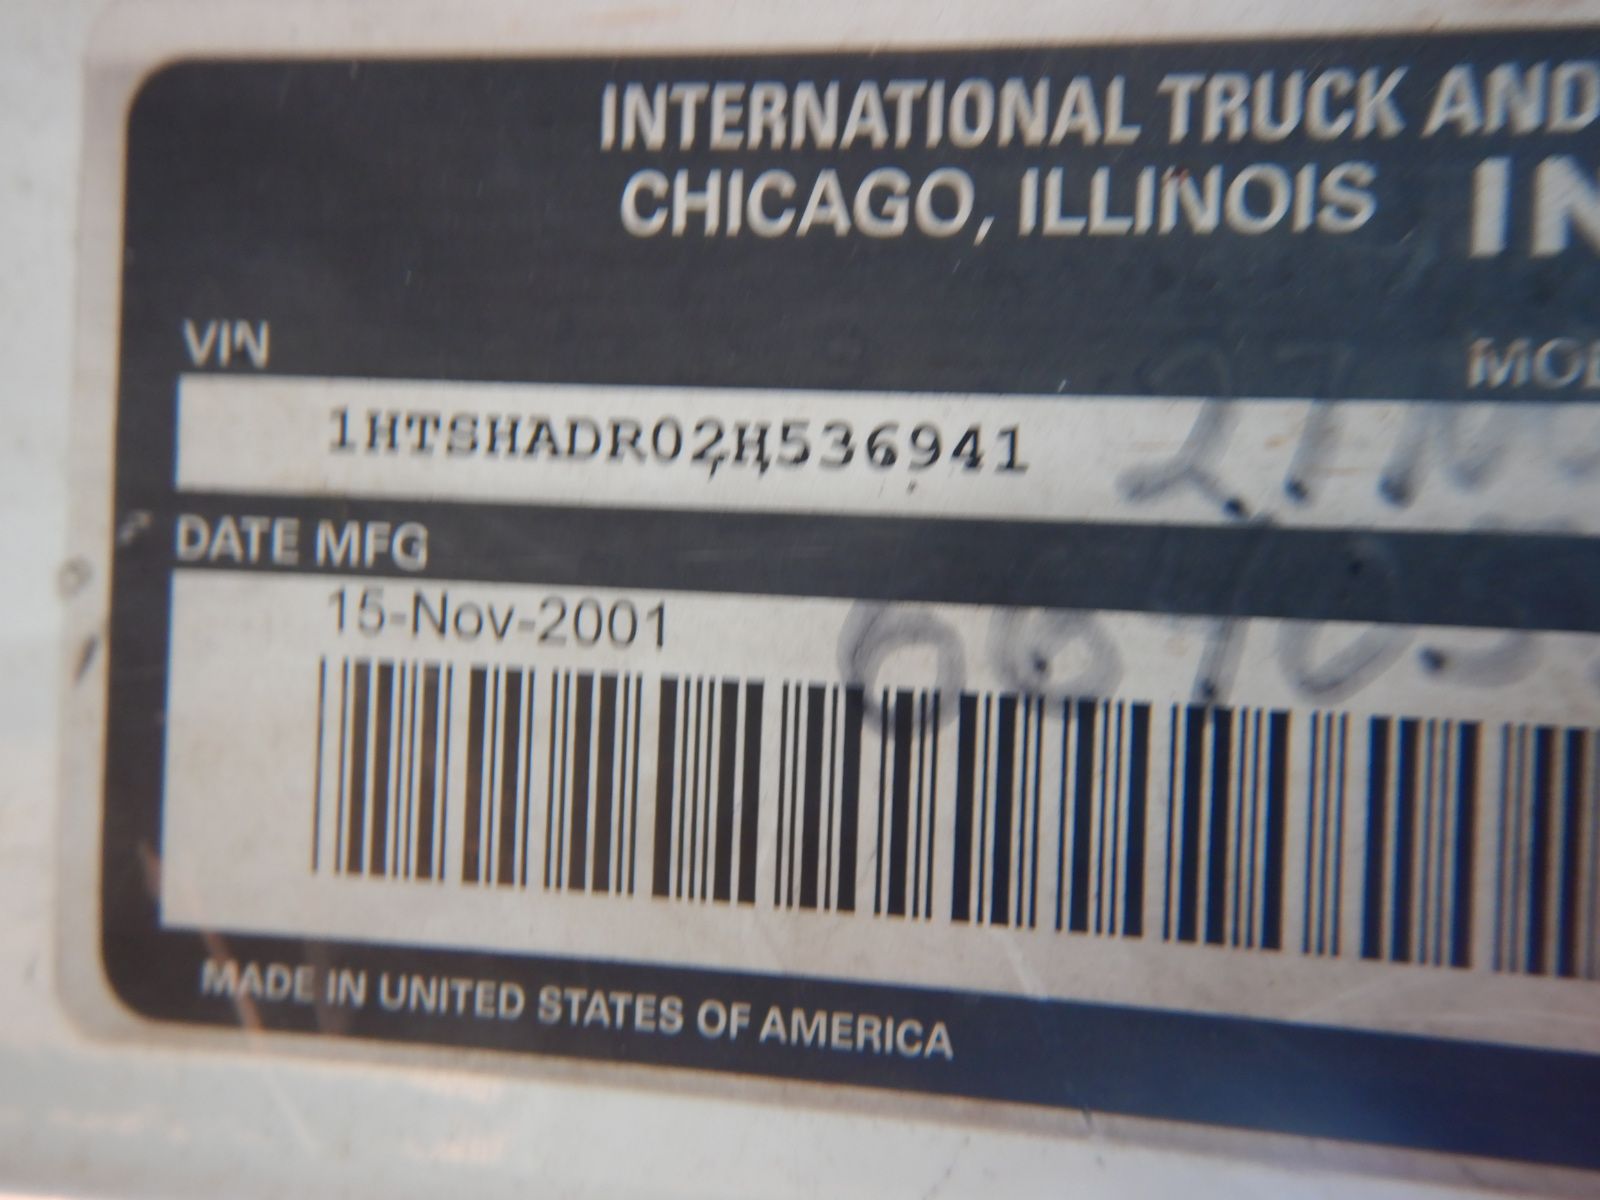 INTERNATIONAL TRUCK AND
CHICAGO, ILLINOIS
VIN
1HTSHADR02H536941
DATE MFG
15-Nov-2001
MADE IN UNITED STATES OF AMERICA